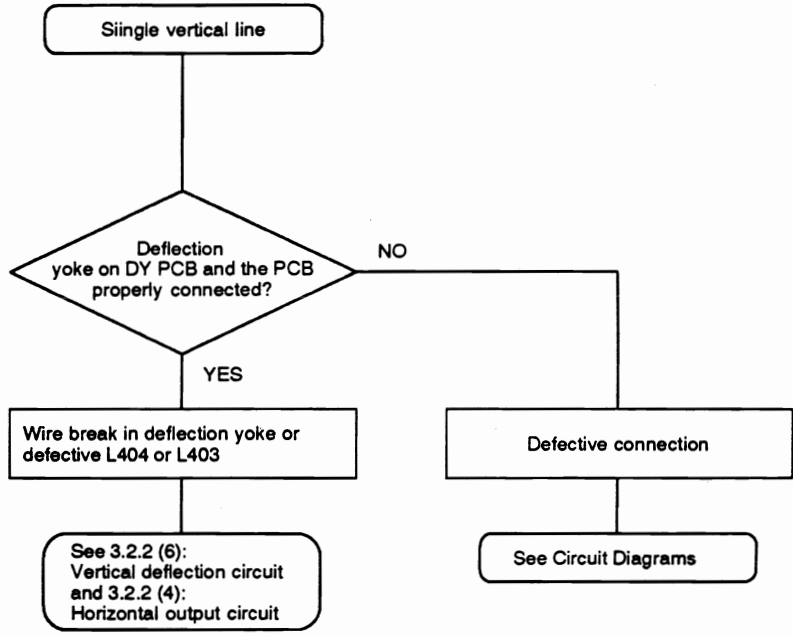 Siingle vertical line
Deflection
yoke on DY PCB and the PCB
properly connected?
NO
YES
Wire break in deflection yoke or
defective L404 or L403
Defective connection
See 3.2.2 (6):
Vertical deflection circuit
and 3.2.2 (4):
Horizontal output circuit
See Circuit Diagrams